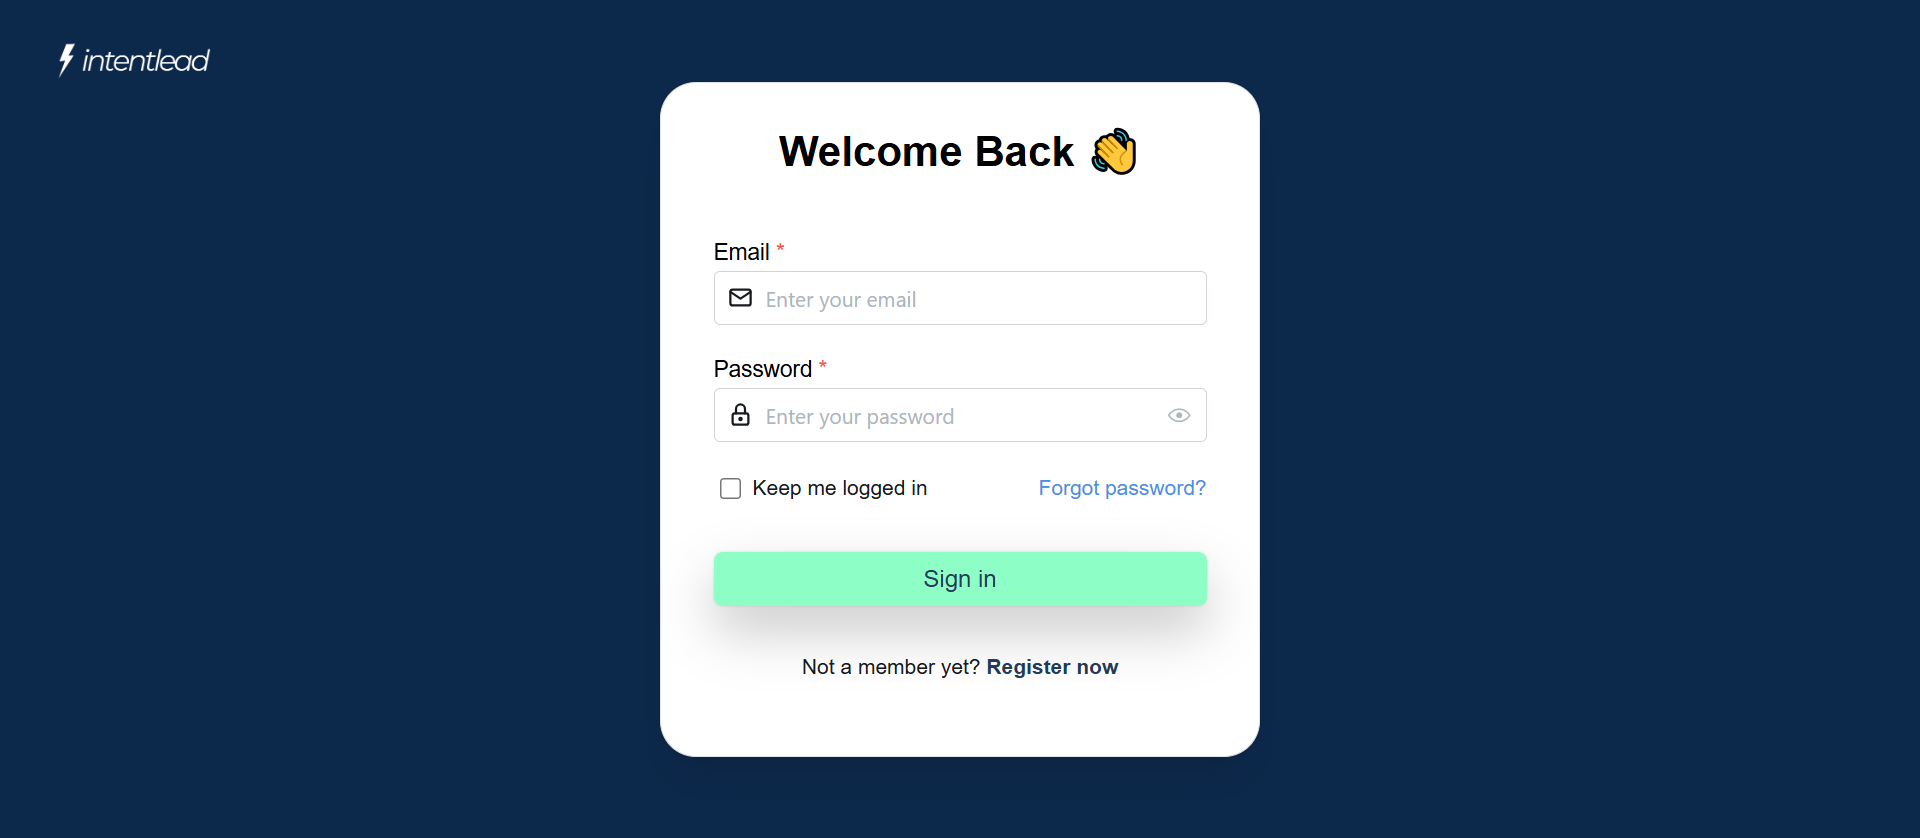 intentlead
Welcome Back 👋
Email *
Enter your email
Password *
Enter your password
Keep me logged in
Forgot password?
Sign in
Not a member yet? Register now